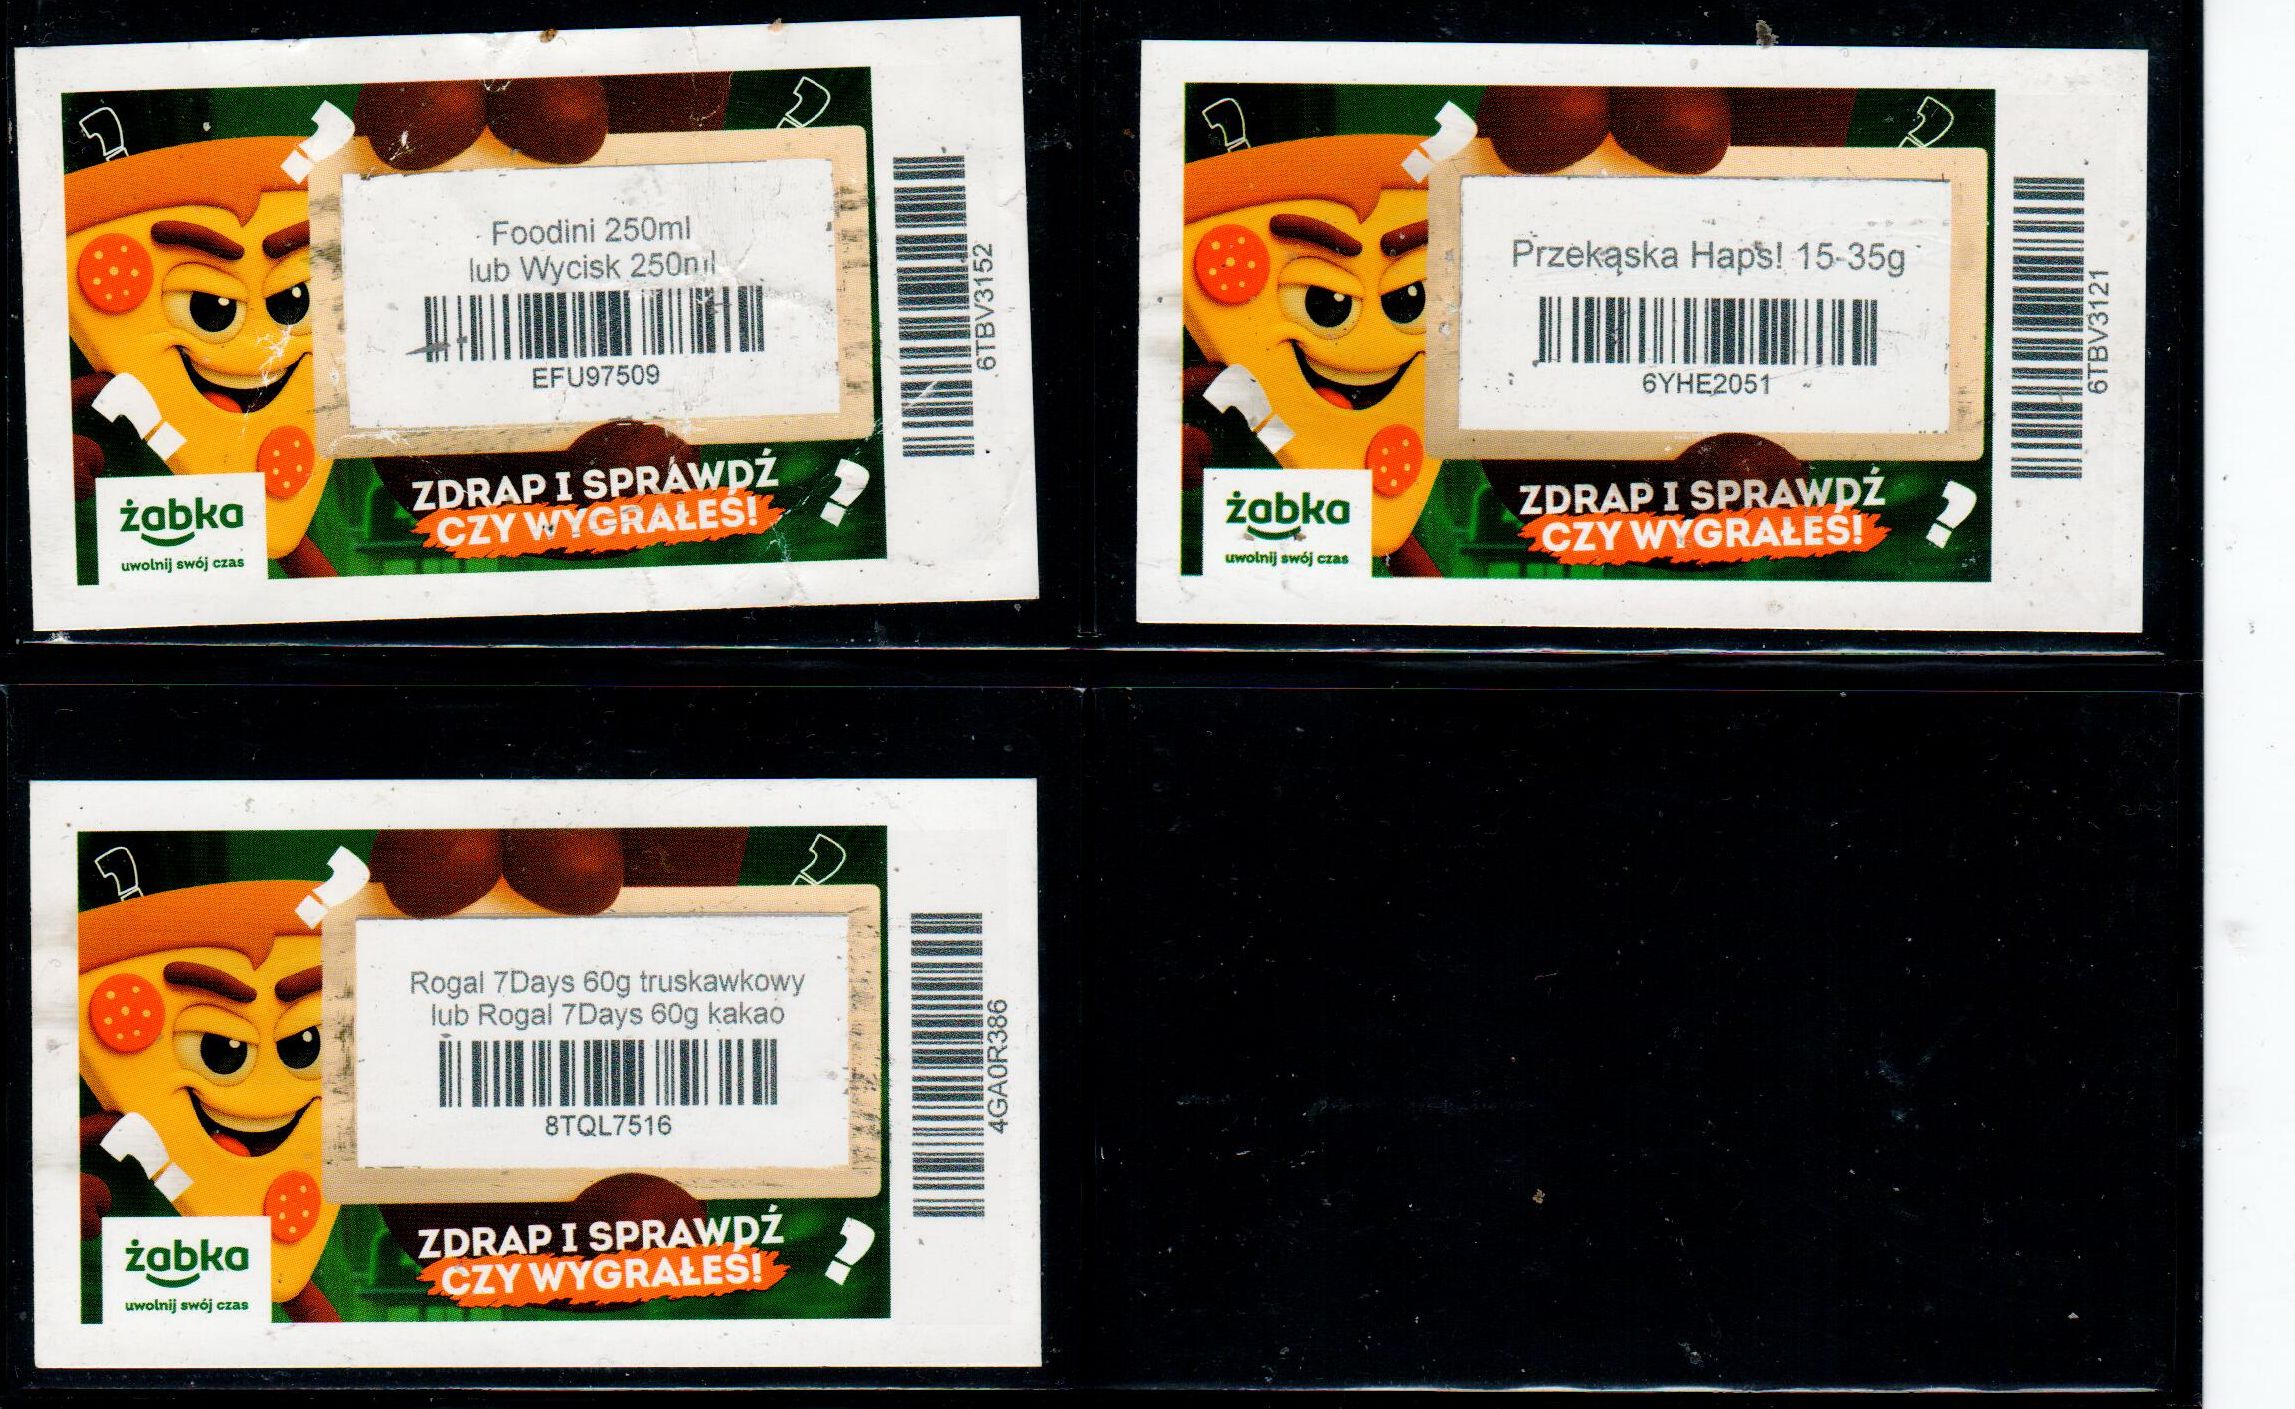 Foodini 250ml
lub Wycisk 250ml
EFU97509
6TBV3152
ZDRAP I SPRAWDŹ
CZY WYGRAŁEŚ!
żabka
uwolnij swój czas
Przekąska Haps! 15-35g
6YHE2051
6TBV3121
ZDRAP I SPRAWDŹ
CZY WYGRAŁEŚ!
żabka
uwolnij swój czas
Rogal 7Days 60g truskawkowy
lub Rogal 7Days 60g kakao
8TQL7516
4GA0R386
ZDRAP I SPRAWDŹ
CZY WYGRAŁEŚ!
żabka
uwolnij swój czas